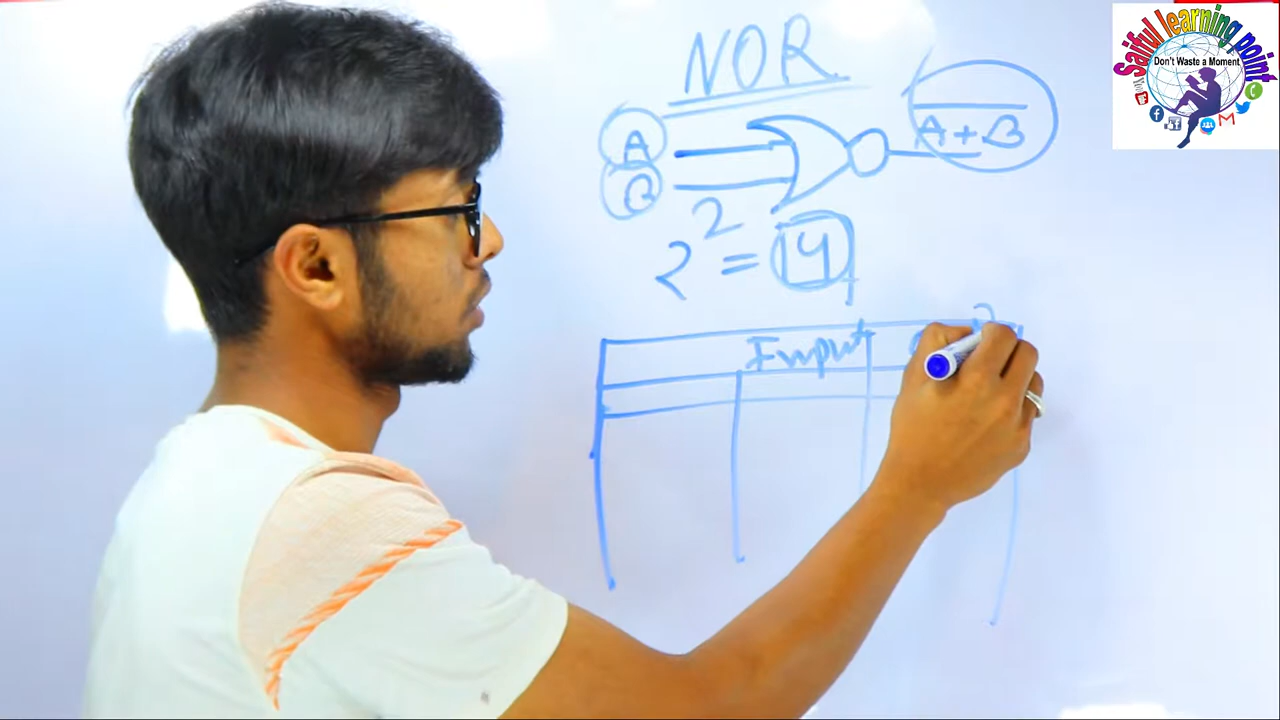 NOR
A
B
A+B
2² = 4
Input
Saiful learning point
Don't Waste a Moment